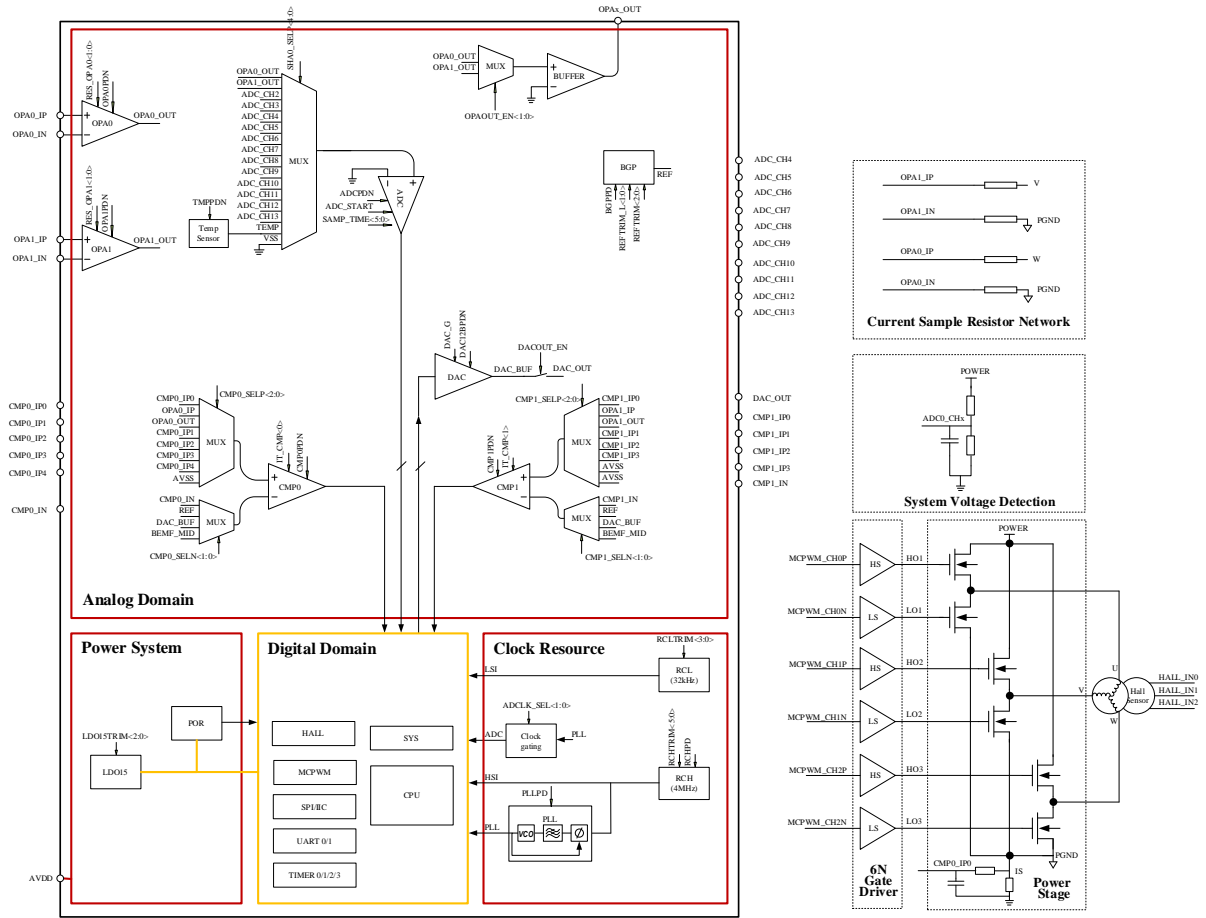 OPAx_OUT
SHA0_SELP<4:0>
OPA0_OUT
OPA1_OUT
MUX
BUFFER
OPAOUT_EN<1:0>
RES_OPA0<1:0>
OPA0PDN
OPA0_IP
OPA0_IN
OPA0
OPA0_OUT
RES_OPA1<1:0>
OPA1PDN
OPA1_IP
OPA1_IN
OPA1
OPA1_OUT
OPA0_OUT
OPA1_OUT
ADC_CH2
ADC_CH3
ADC_CH4
ADC_CH5
ADC_CH6
ADC_CH7
ADC_CH8
ADC_CH9
ADC_CH10
ADC_CH11
ADC_CH12
ADC_CH13
TEMP
VSS
MUX
TMPPDN
Temp
Sensor
ADC
ADCPDN
ADC_START
SAMP_TIME<5:0>
BGP
REF
BGPPD
REFTRIM_L<1:0>
REFTRIM<2:0>
ADC_CH4
ADC_CH5
ADC_CH6
ADC_CH7
ADC_CH8
ADC_CH9
ADC_CH10
ADC_CH11
ADC_CH12
ADC_CH13
DAC_G
DAC12BPDN
DAC
DAC_BUF
DACOUT_EN
DAC_OUT
CMP0_IP0
CMP0_IP1
CMP0_IP2
CMP0_IP3
CMP0_IP4
CMP0_IN
CMP0_SELP<2:0>
CMP0_IP0
OPA0_IP
OPA0_OUT
CMP0_IP1
CMP0_IP2
CMP0_IP3
CMP0_IP4
AVSS
MUX
CMP0_IN
REF
DAC_BUF
BEMF_MID
MUX
CMP0_SELN<1:0>
IT_CMP<0>
CMP0PDN
CMP0
CMP1_SELP<2:0>
CMP1PDN
IT_CMP<1>
CMP1
MUX
CMP1_IP0
OPA1_IP
OPA1_OUT
CMP1_IP1
CMP1_IP2
CMP1_IP3
AVSS
AVSS
MUX
CMP1_IN
REF
DAC_BUF
BEMF_MID
CMP1_SELN<1:0>
DAC_OUT
CMP1_IP0
CMP1_IP1
CMP1_IP2
CMP1_IP3
CMP1_IN
Analog Domain
Power System
POR
LDO15TRIM<2:0>
LDO15
AVDD
Digital Domain
HALL
MCPWM
SPI/IIC
UART 0/1
TIMER 0/1/2/3
SYS
CPU
Clock Resource
LSI
RCLTRIM<3:0>
RCL
(32kHz)
ADCLK_SEL<1:0>
ADC
Clock
gating
PLL
HSI
RCHTRIM<5:0>
RCHPD
RCH
(4MHz)
PLLPD
PLL
PLL
VCO
Ø
OPA1_IP
V
OPA1_IN
PGND
OPA0_IP
W
OPA0_IN
PGND
Current Sample Resistor Network
POWER
ADC0_CHx
System Voltage Detection
POWER
MCPWM_CH0P
HS
HO1
MCPWM_CH0N
LS
LO1
MCPWM_CH1P
HS
HO2
MCPWM_CH1N
LS
LO2
MCPWM_CH2P
HS
HO3
MCPWM_CH2N
LS
LO3
U
V
W
Hall
Sensor
HALL_IN0
HALL_IN1
HALL_IN2
PGND
CMP0_IP0
IS
6N
Gate
Driver
Power
Stage